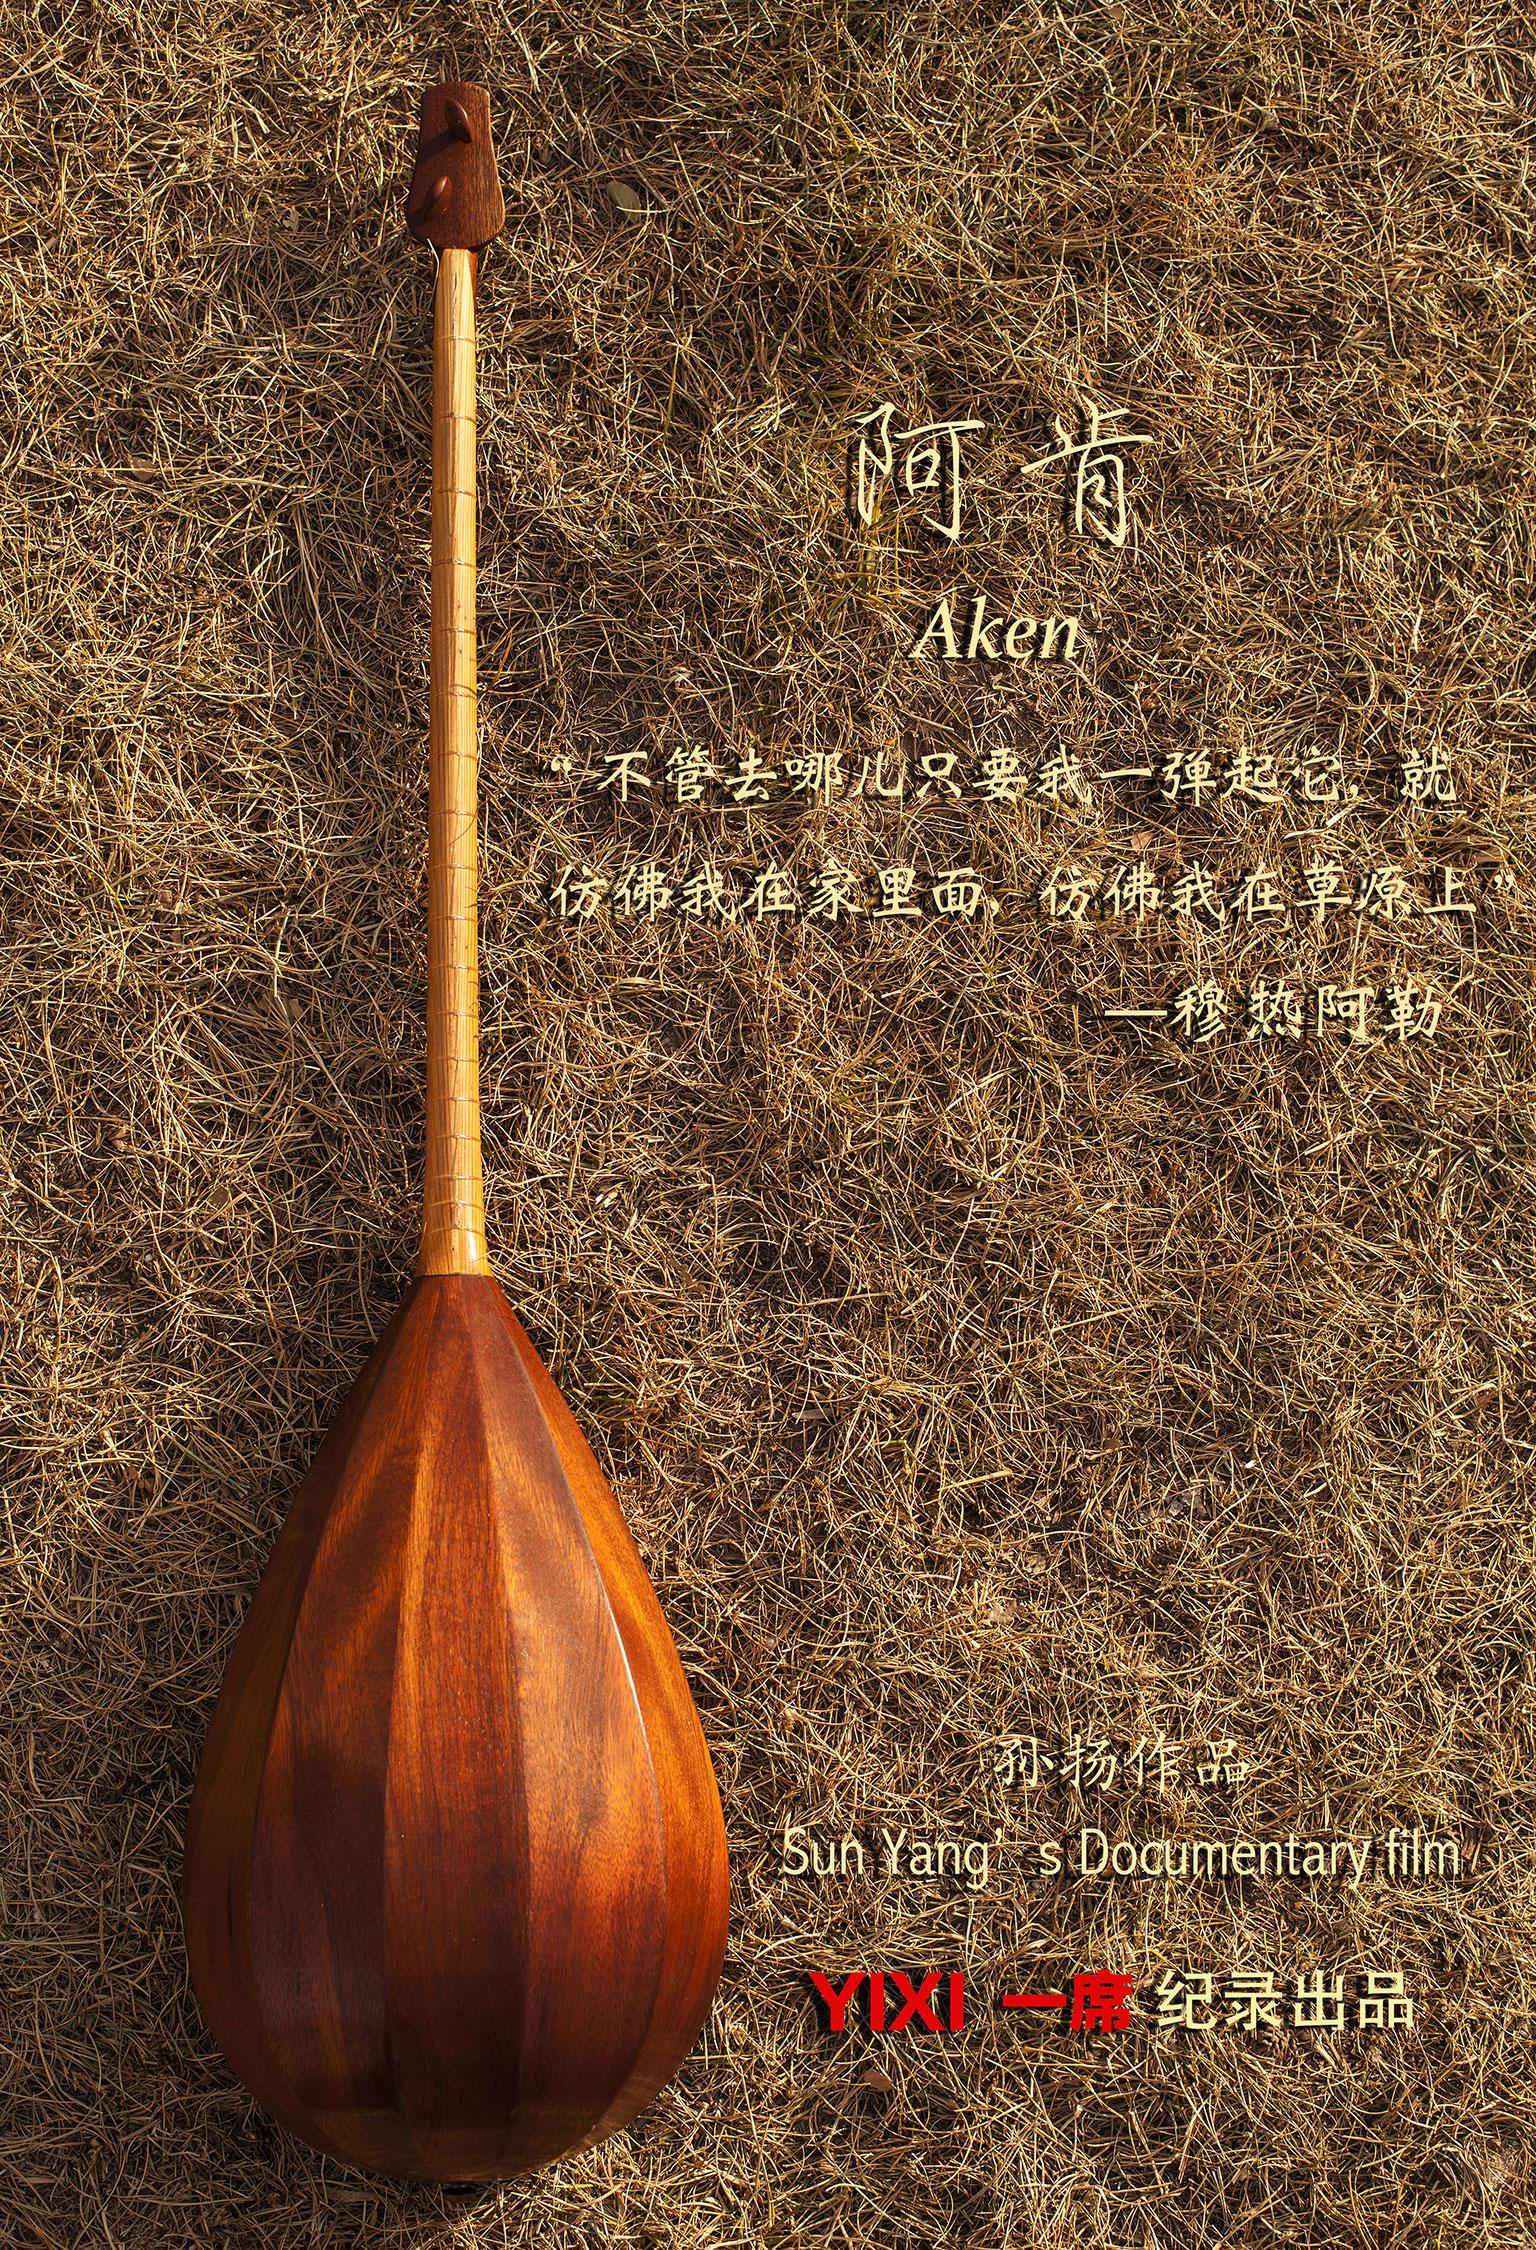 阿肯
Aken
“不管去哪儿只要我一弹起它，就
仿佛我在家里面，仿佛我在草原上”
—穆热阿勒
孙扬作品
Sun Yang’s Documentary film
YIXI 一席 纪录出品